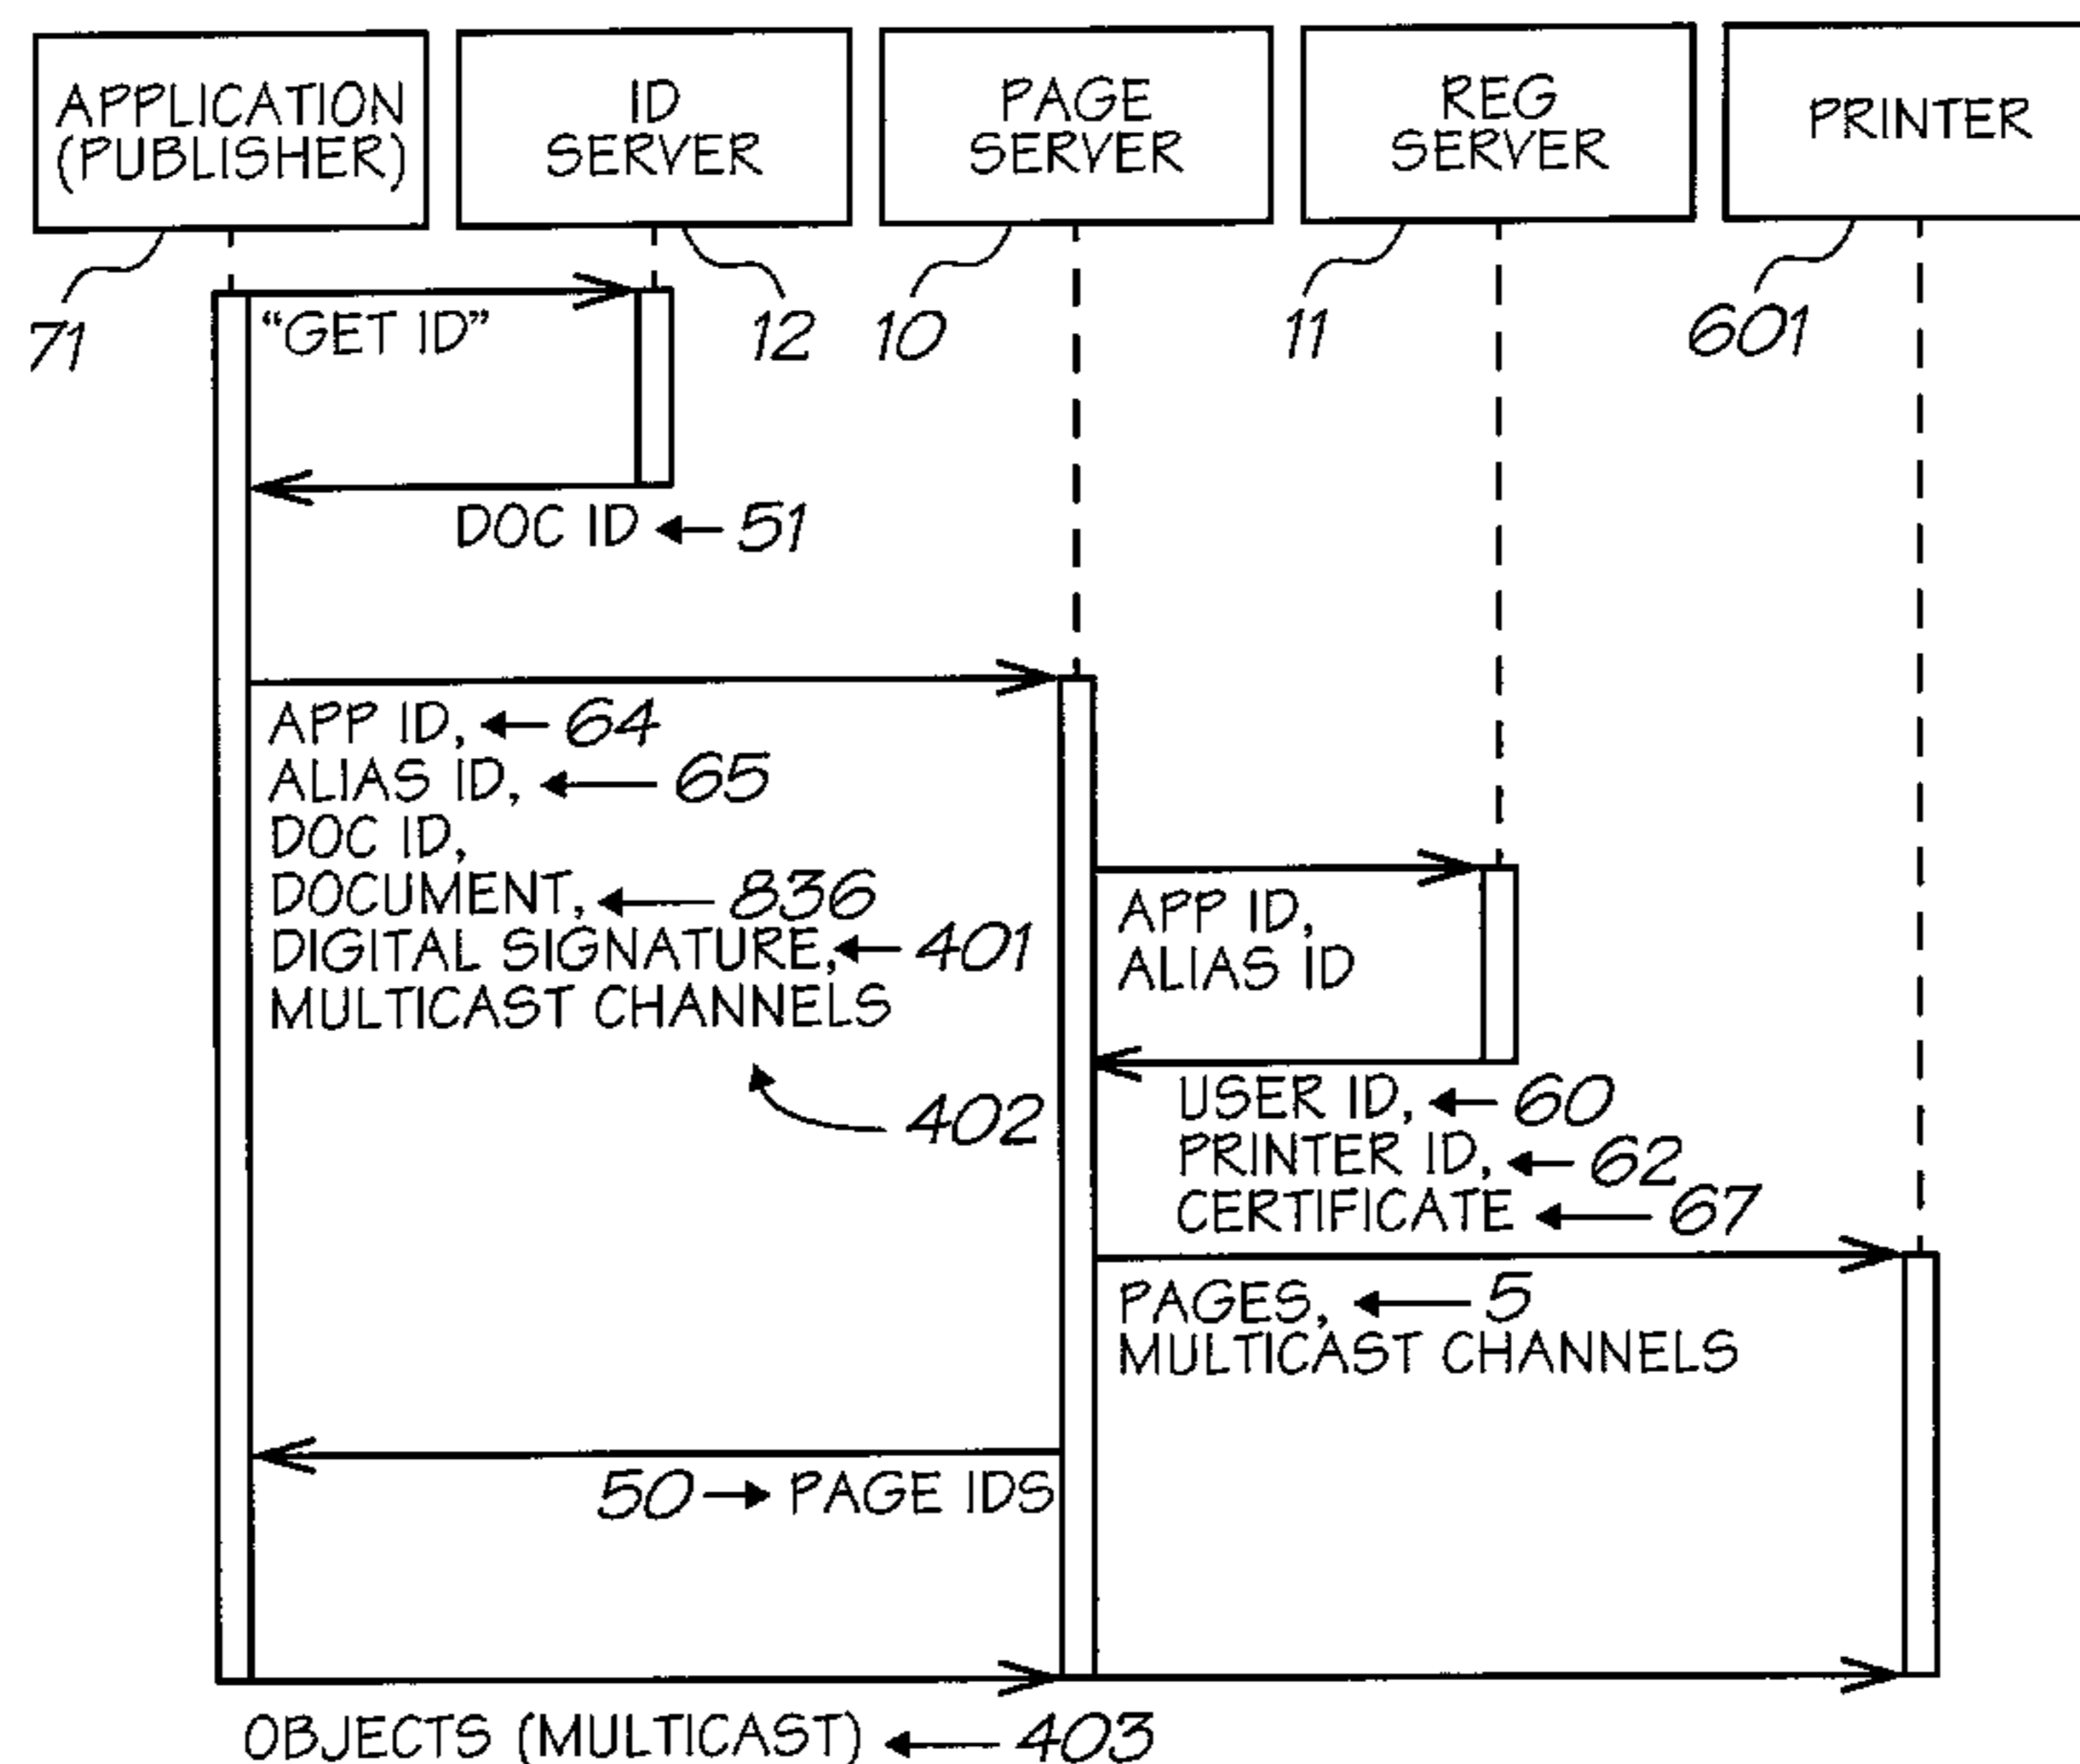 APPLICATION
(PUBLISHER)
ID
SERVER
PAGE
SERVER
REG
SERVER
PRINTER
71
12
10
11
601
"GET ID"
DOC ID 51
APP ID, 64
ALIAS ID, 65
DOC ID,
DOCUMENT, 836
DIGITAL SIGNATURE, 401
MULTICAST CHANNELS
402
APP ID,
ALIAS ID
USER ID, 60
PRINTER ID, 62
CERTIFICATE 67
PAGES, 5
MULTICAST CHANNELS
50 PAGE IDS
OBJECTS (MULTICAST) 403